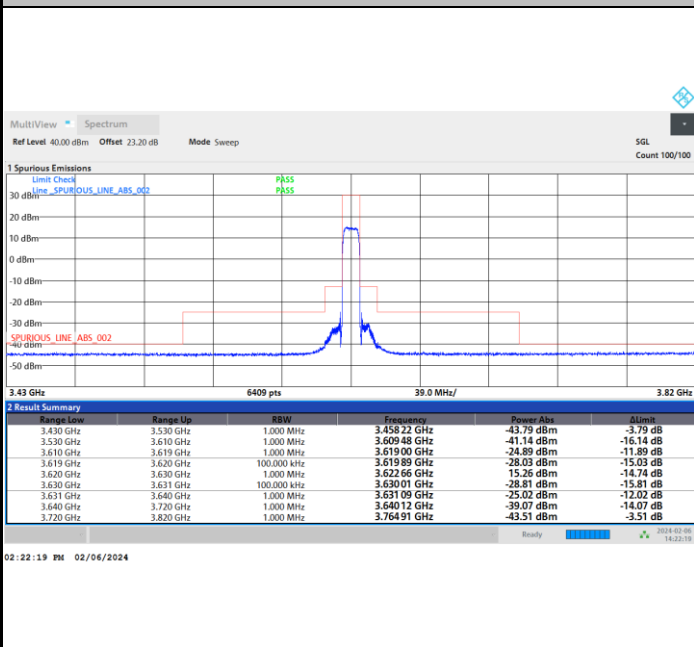 MultiView Spectrum
Ref Level 40.00 dBm Offset 23.20 dB Mode Sweep SGL
Count 100/100
1 Spurious Emissions
Limit Check PASS
Line _SPURIOUS_LINE_ABS_002 PASS
30 dBm
20 dBm
10 dBm
0 dBm
-10 dBm
-20 dBm
-30 dBm
SPURIOUS_LINE_ABS_002
-40 dBm
-50 dBm
3.43 GHz 6409 pts 39.0 MHz/ 3.82 GHz
2 Result Summary
Range Low Range Up RBW Frequency Power Abs ΔLimit
3.430 GHz 3.530 GHz 1.000 MHz 3.458 22 GHz -43.79 dBm -3.79 dB
3.530 GHz 3.610 GHz 1.000 MHz 3.609 48 GHz -41.14 dBm -16.14 dB
3.610 GHz 3.619 GHz 1.000 MHz 3.619 00 GHz -24.89 dBm -11.89 dB
3.619 GHz 3.620 GHz 100.000 kHz 3.619 89 GHz -28.03 dBm -15.03 dB
3.620 GHz 3.630 GHz 1.000 MHz 3.622 66 GHz 15.26 dBm -14.74 dB
3.630 GHz 3.631 GHz 100.000 kHz 3.630 01 GHz -28.81 dBm -15.81 dB
3.631 GHz 3.640 GHz 1.000 MHz 3.631 09 GHz -25.02 dBm -12.02 dB
3.640 GHz 3.720 GHz 1.000 MHz 3.640 12 GHz -39.07 dBm -14.07 dB
3.720 GHz 3.820 GHz 1.000 MHz 3.764 91 GHz -43.51 dBm -3.51 dB
Ready 2024-02-06
14:22:19
02:22:19 PM 02/06/2024